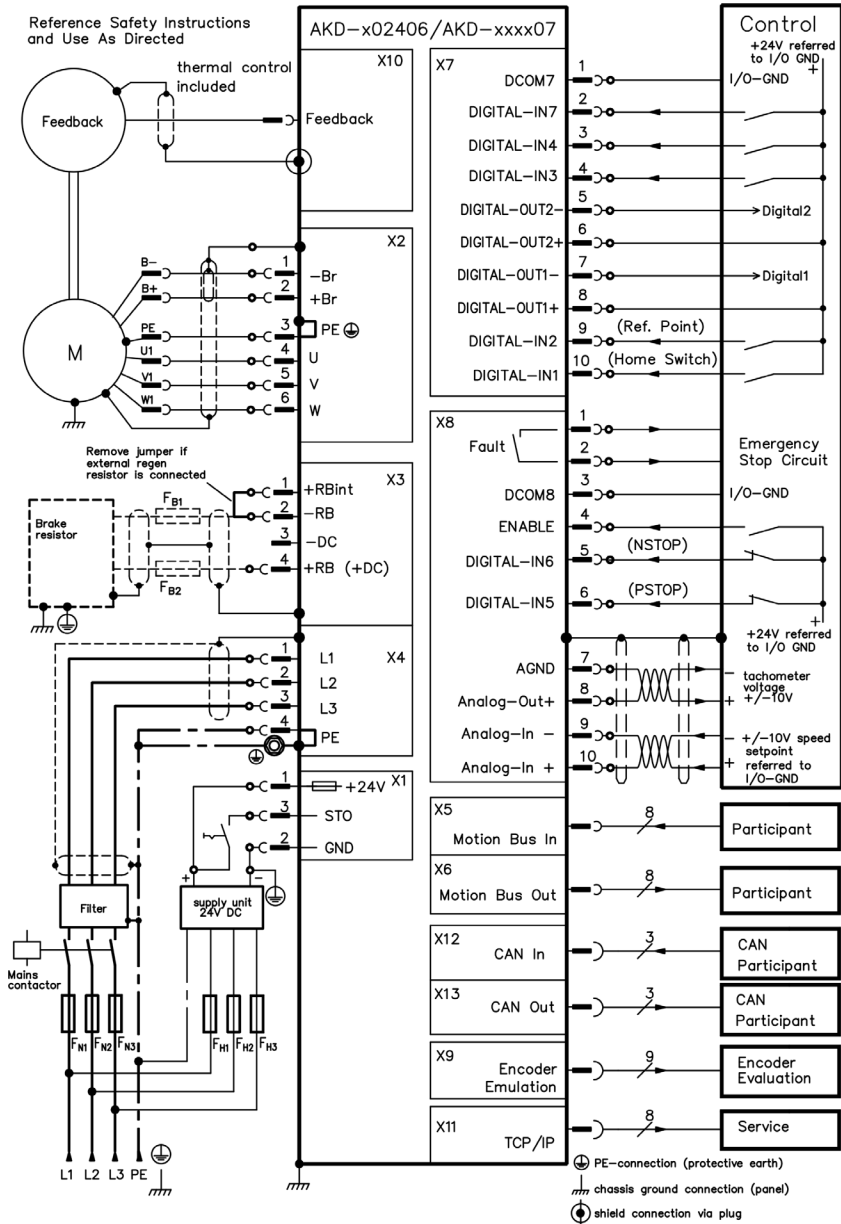 Reference Safety Instructions
and Use As Directed
AKD-x02406/AKD-xxxx07
Control
+24V referred
to I/O GND
+
X10
thermal control
included
Feedback
Feedback
X7
1
DCOM7
I/O-GND
2
DIGITAL-IN7
3
DIGITAL-IN4
4
DIGITAL-IN3
5
DIGITAL-OUT2-
Digital2
6
DIGITAL-OUT2+
7
DIGITAL-OUT1-
Digital1
8
DIGITAL-OUT1+
9
DIGITAL-IN2
(Ref. Point)
10
DIGITAL-IN1
(Home Switch)
X2
B-
1
-Br
B+
2
+Br
PE
3
PE
M
U1
4
U
V1
5
V
W1
6
W
X8
1
Fault
2
Emergency
Stop Circuit
3
DCOM8
I/O-GND
4
ENABLE
5
DIGITAL-IN6
(NSTOP)
6
DIGITAL-IN5
(PSTOP)
+
+24V referred
to I/O GND
7
AGND
-
tachometer
voltage
8
Analog-Out+
+
+/-10V
9
Analog-In -
-
+/-10V speed
setpoint
referred to
I/O-GND
10
Analog-In +
+
Remove jumper if
external regen
resistor is connected
X3
1
+RBint
FB1
2
-RB
Brake
resistor
3
-DC
4
+RB (+DC)
FB2
X4
1
L1
2
L2
3
L3
4
PE
X1
1
+24V
3
STO
2
GND
+
-
supply unit
24V DC
Filter
Mains
contactor
FN1
FN2
FN3
FH1
FH2
FH3
L1
L2
L3
PE
X5
Motion Bus In
8
Participant
X6
Motion Bus Out
8
Participant
X12
CAN In
3
CAN
Participant
X13
CAN Out
3
CAN
Participant
X9
Encoder
Emulation
9
Encoder
Evaluation
X11
TCP/IP
8
Service
PE-connection (protective earth)
chassis ground connection (panel)
shield connection via plug